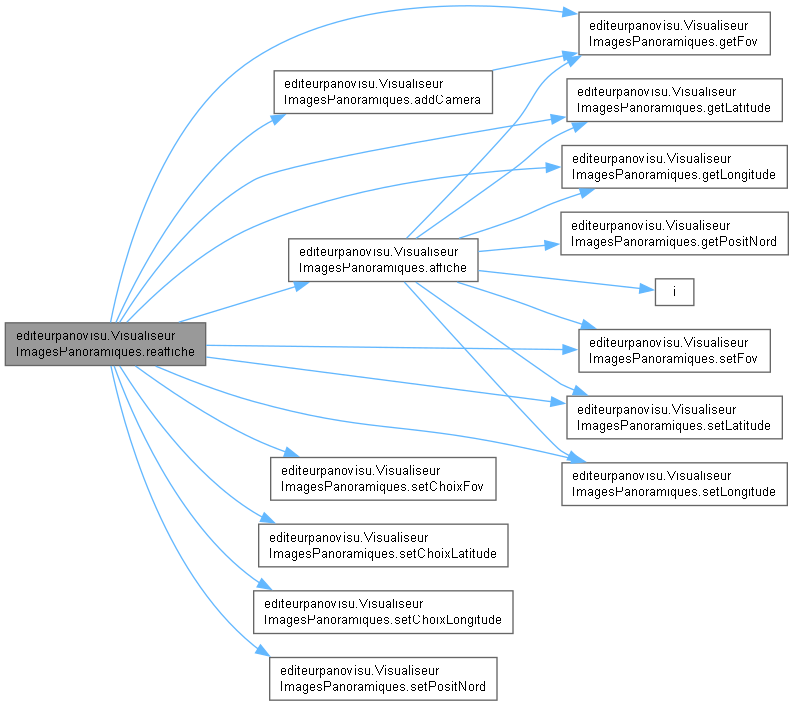 editeurpanovisu.Visualiseur
ImagesPanoramiques.reaffiche
editeurpanovisu.Visualiseur
ImagesPanoramiques.addCamera
editeurpanovisu.Visualiseur
ImagesPanoramiques.affiche
editeurpanovisu.Visualiseur
ImagesPanoramiques.setChoixFov
editeurpanovisu.Visualiseur
ImagesPanoramiques.setChoixLatitude
editeurpanovisu.Visualiseur
ImagesPanoramiques.setChoixLongitude
editeurpanovisu.Visualiseur
ImagesPanoramiques.setPositNord
editeurpanovisu.Visualiseur
ImagesPanoramiques.getFov
editeurpanovisu.Visualiseur
ImagesPanoramiques.getLatitude
editeurpanovisu.Visualiseur
ImagesPanoramiques.getLongitude
editeurpanovisu.Visualiseur
ImagesPanoramiques.getPositNord
i
editeurpanovisu.Visualiseur
ImagesPanoramiques.setFov
editeurpanovisu.Visualiseur
ImagesPanoramiques.setLatitude
editeurpanovisu.Visualiseur
ImagesPanoramiques.setLongitude